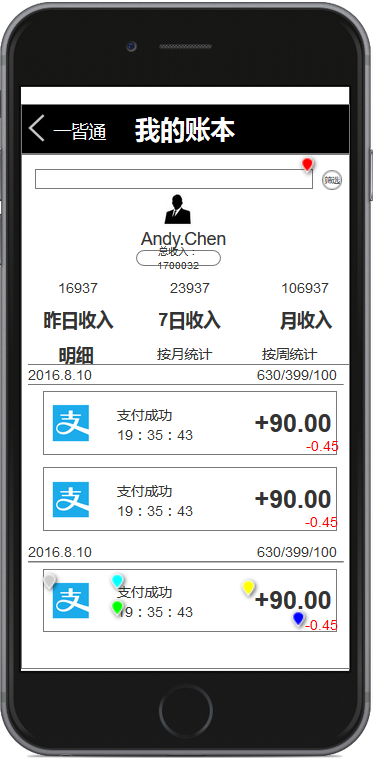 一皆通 我的账本
筛选
Andy.Chen
总收入：
1700032
16937 23937 106937
昨日收入 7日收入 月收入
明细 按月统计 按周统计
2016.8.10 630/399/100
支付成功 +90.00
19：35：43 -0.45
支付成功 +90.00
19：35：43 -0.45
2016.8.10 630/399/100
支付成功 +90.00
19：35：43 -0.45